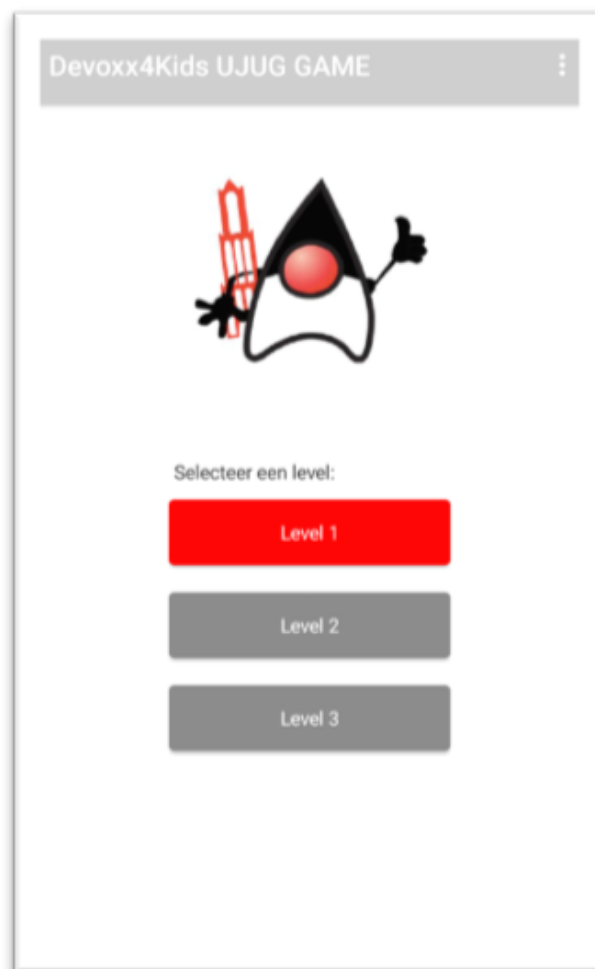 Devoxx4Kids UJUG GAME
Selecteer een level:
Level 1
Level 2
Level 3